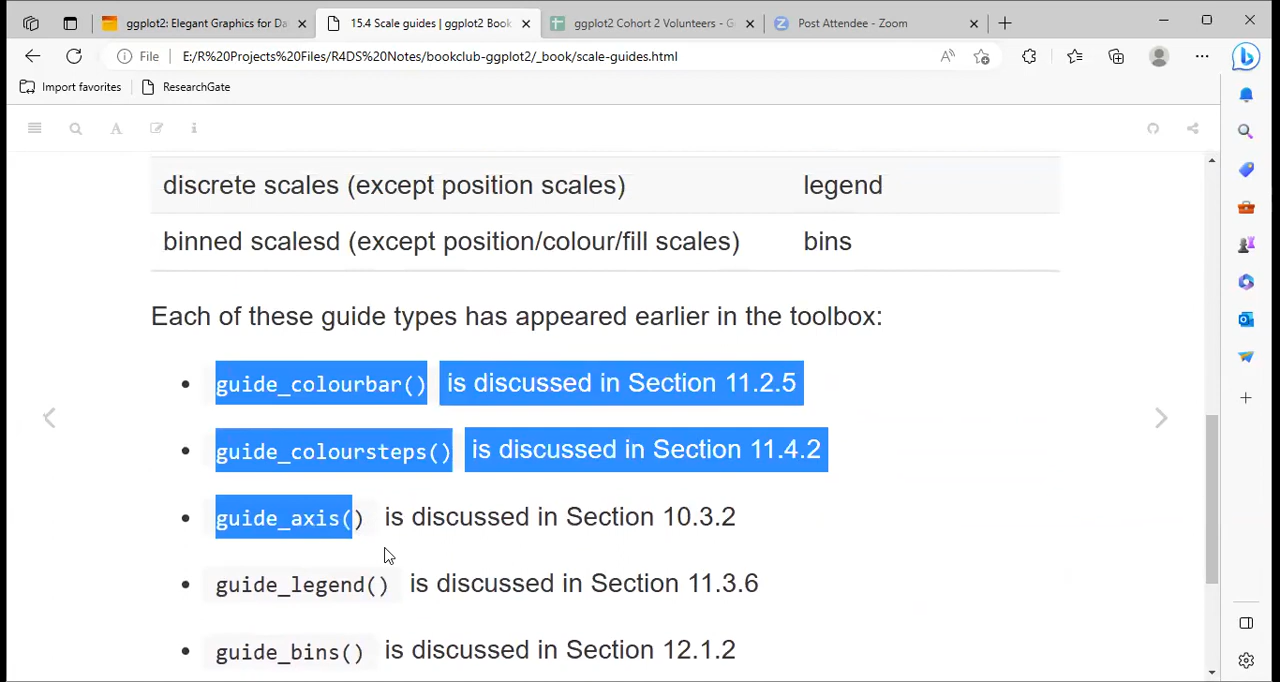 ggplot2: Elegant Graphics for Da
15.4 Scale guides | ggplot2 Book
ggplot2 Cohort 2 Volunteers - G
Post Attendee - Zoom
File
E:/R%20Projects%20Files/R4DS%20Notes/bookclub-ggplot2/_book/scale-guides.html
Import favorites
ResearchGate
discrete scales (except position scales) legend
binned scalesd (except position/colour/fill scales) bins
Each of these guide types has appeared earlier in the toolbox:
• guide_colourbar() is discussed in Section 11.2.5
• guide_coloursteps() is discussed in Section 11.4.2
• guide_axis() is discussed in Section 10.3.2
• guide_legend() is discussed in Section 11.3.6
• guide_bins() is discussed in Section 12.1.2